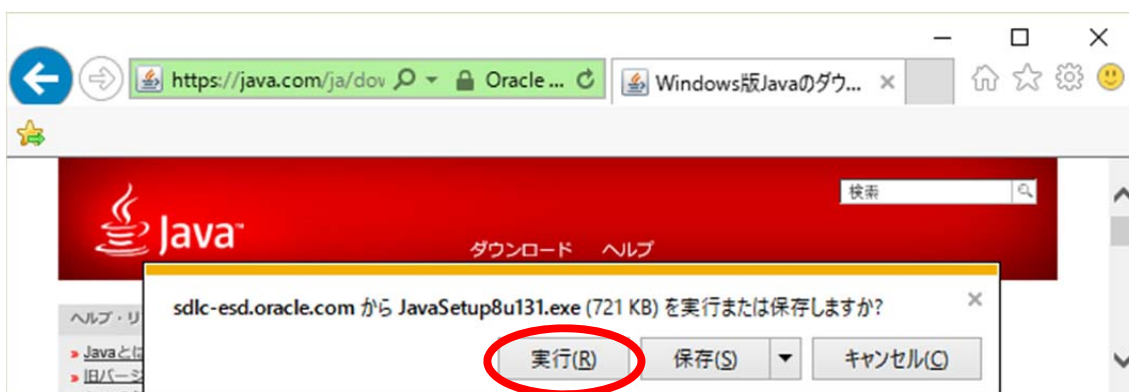 https://java.com/ja/dov
Oracle ...
Windows版Javaのダウ...
検索
Java
ダウンロード ヘルプ
sdlc-esd.oracle.com から JavaSetup8u131.exe (721 KB) を実行または保存しますか?
ヘルプ・リ
実行(R) 保存(S) キャンセル(C)
» Javaとは
» 旧バージ